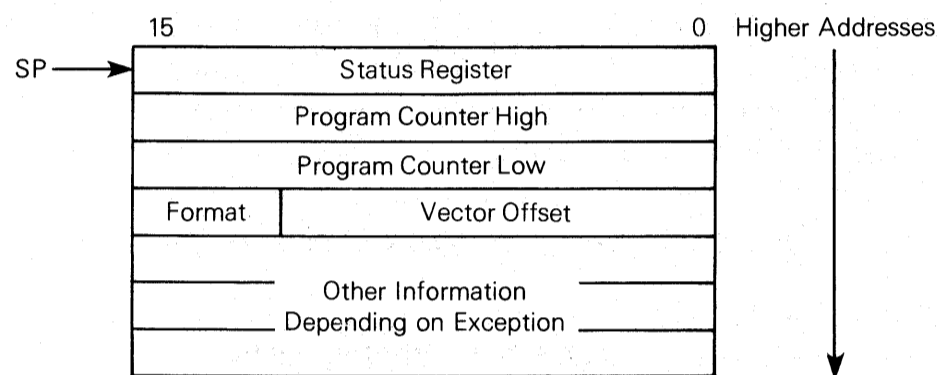 15 0 Higher Addresses
SP Status Register
Program Counter High
Program Counter Low
Format Vector Offset
Other Information
Depending on Exception